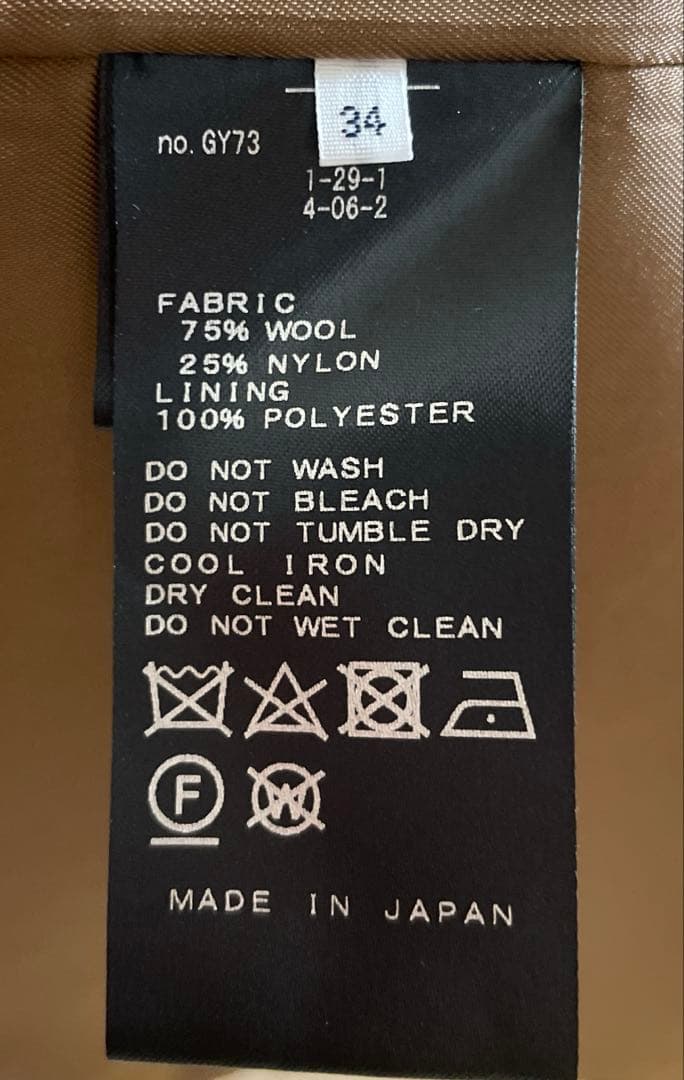 34
no. GY73
1-29-1
4-06-2
FABRIC
75% WOOL
25% NYLON
LINING
100% POLYESTER
DO NOT WASH
DO NOT BLEACH
DO NOT TUMBLE DRY
COOL IRON
DRY CLEAN
DO NOT WET CLEAN
F W
MADE IN JAPAN